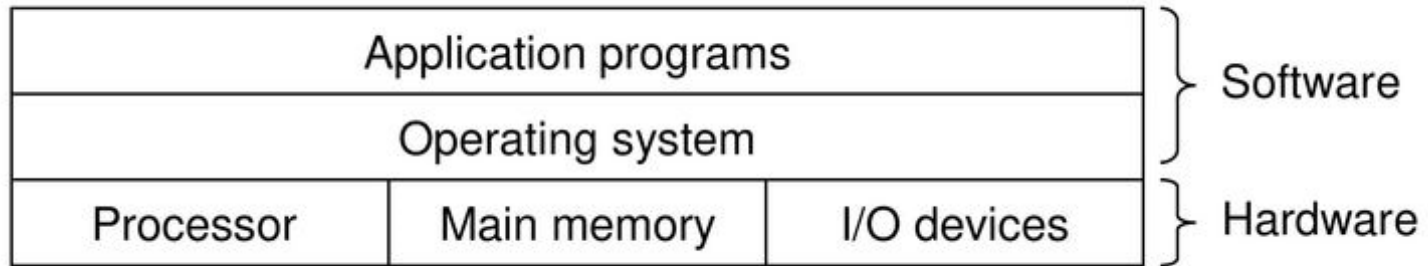 Application programs
Software
Operating system
Processor Main memory I/O devices Hardware